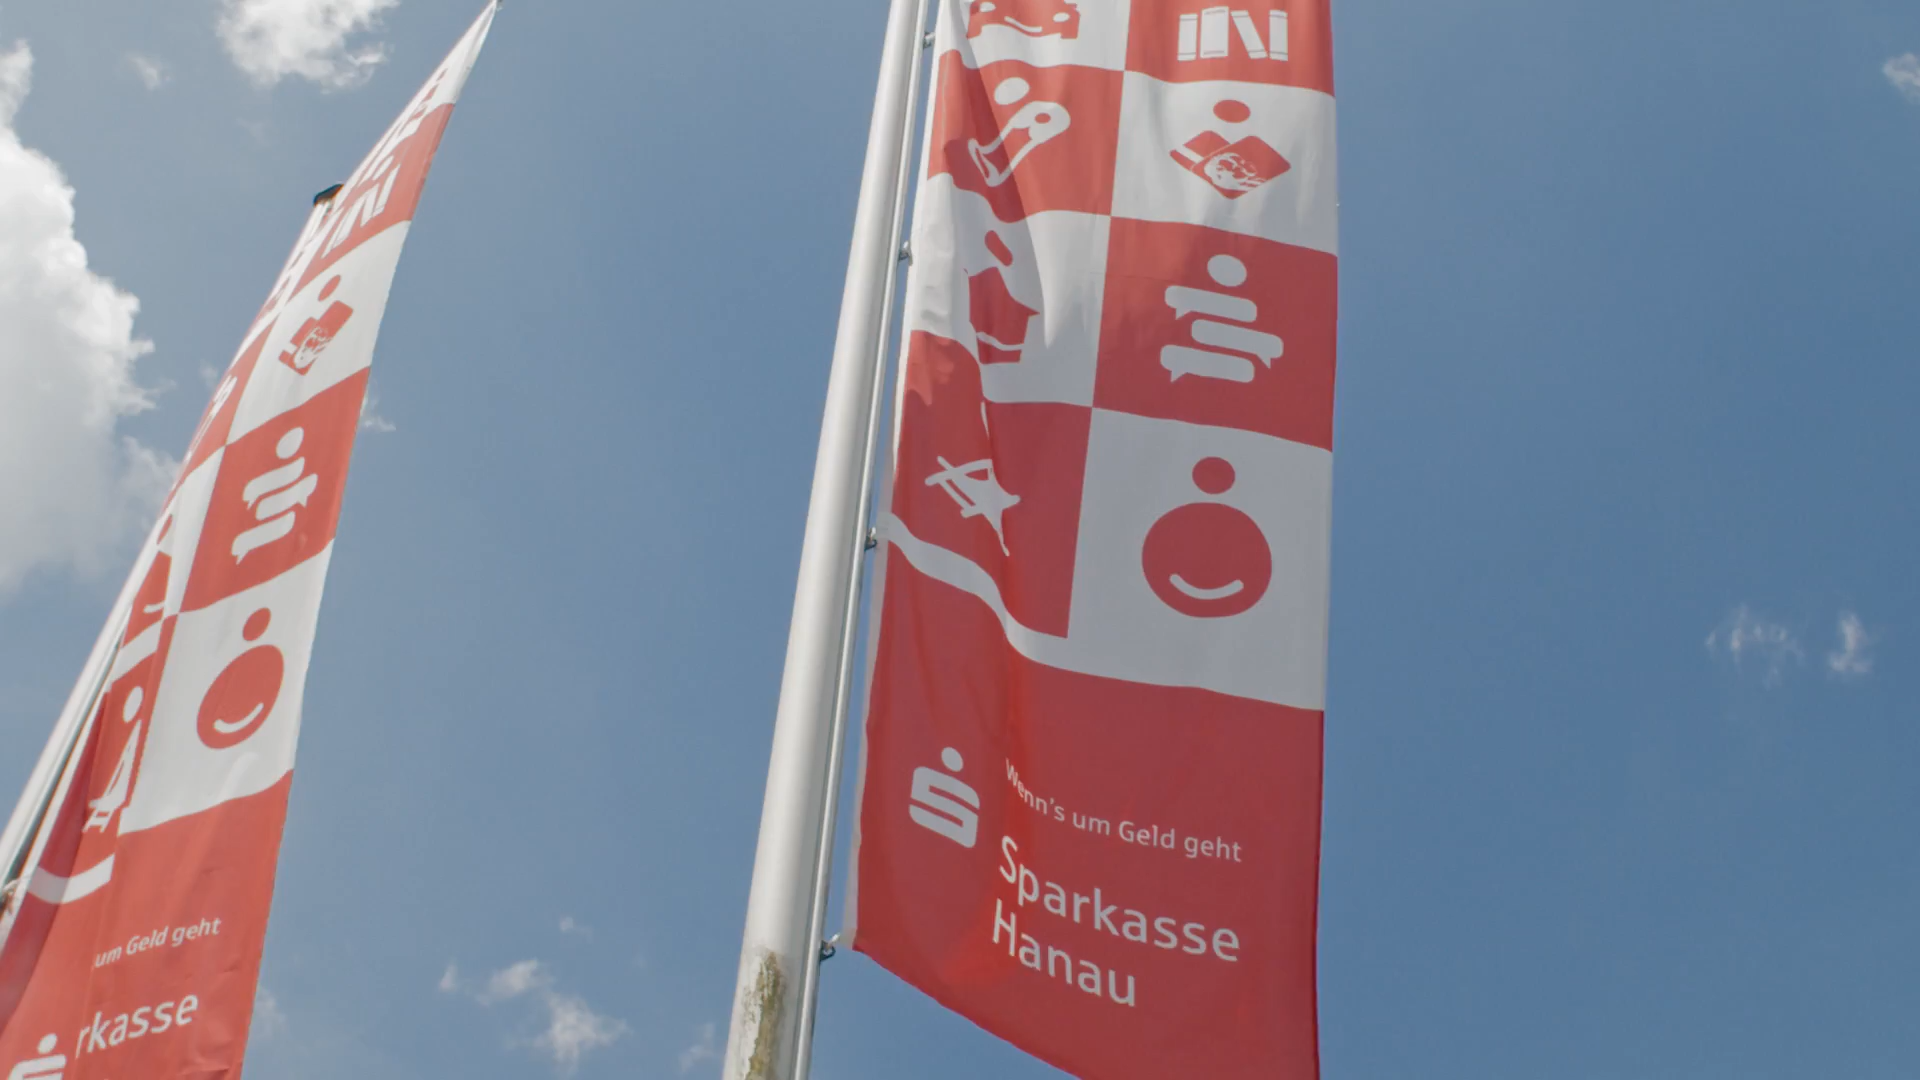 Wenn's um Geld geht
Sparkasse
Hanau
um Geld geht
rkasse